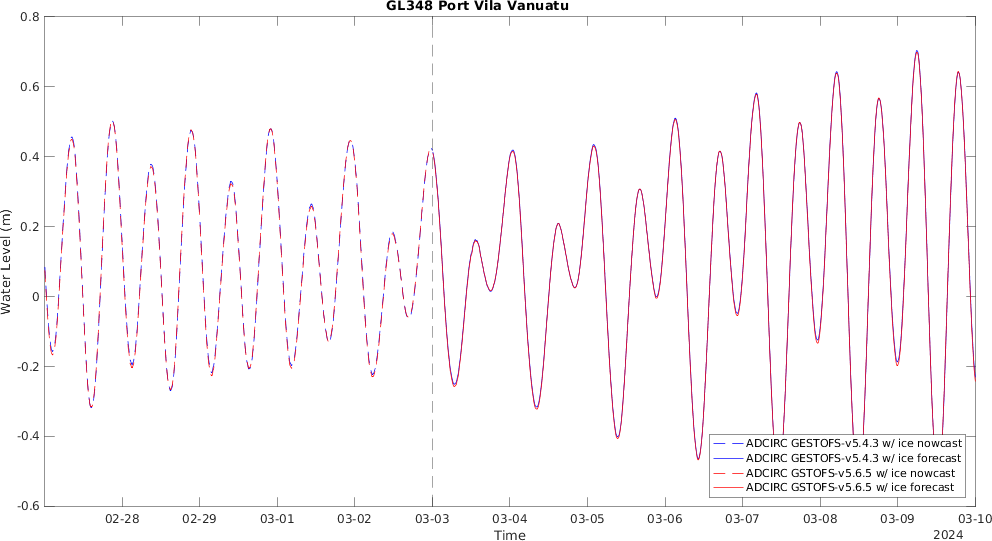 GL348 Port Vila Vanuatu
0.8
0.6
0.4
0.2
0
-0.2
-0.4
-0.6
Water Level (m)
ADCIRC GESTOFS-v5.4.3 w/ ice nowcast
ADCIRC GESTOFS-v5.4.3 w/ ice forecast
ADCIRC GSTOFS-v5.6.5 w/ ice nowcast
ADCIRC GSTOFS-v5.6.5 w/ ice forecast
02-28 02-29 03-01 03-02 03-03 03-04 03-05 03-06 03-07 03-08 03-09 03-10
Time
2024